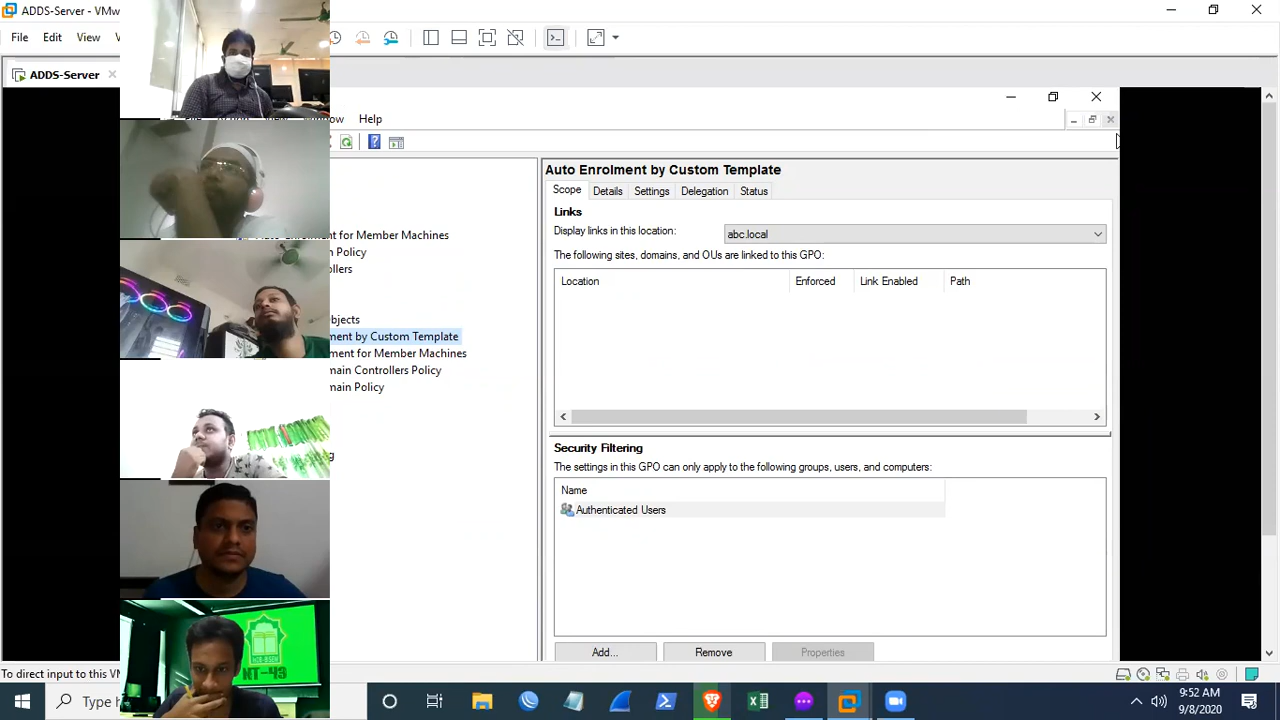 ADDS-Server - VMw
File Edit View
ADDS-Server
Help
Auto Enrolment by Custom Template
Scope Details Settings Delegation Status
Links
Display links in this location: abc.local
The following sites, domains, and OUs are linked to this GPO:
Location Enforced Link Enabled Path
ment for Member Machines
n Policy
llers
bjects
ment by Custom Template
ment for Member Machines
main Controllers Policy
main Policy
Security Filtering
The settings in this GPO can only apply to the following groups, users, and computers:
Name
Authenticated Users
Add... Remove Properties
NT-43
To direct input to this VM
Type h
9:52 AM
9/8/2020